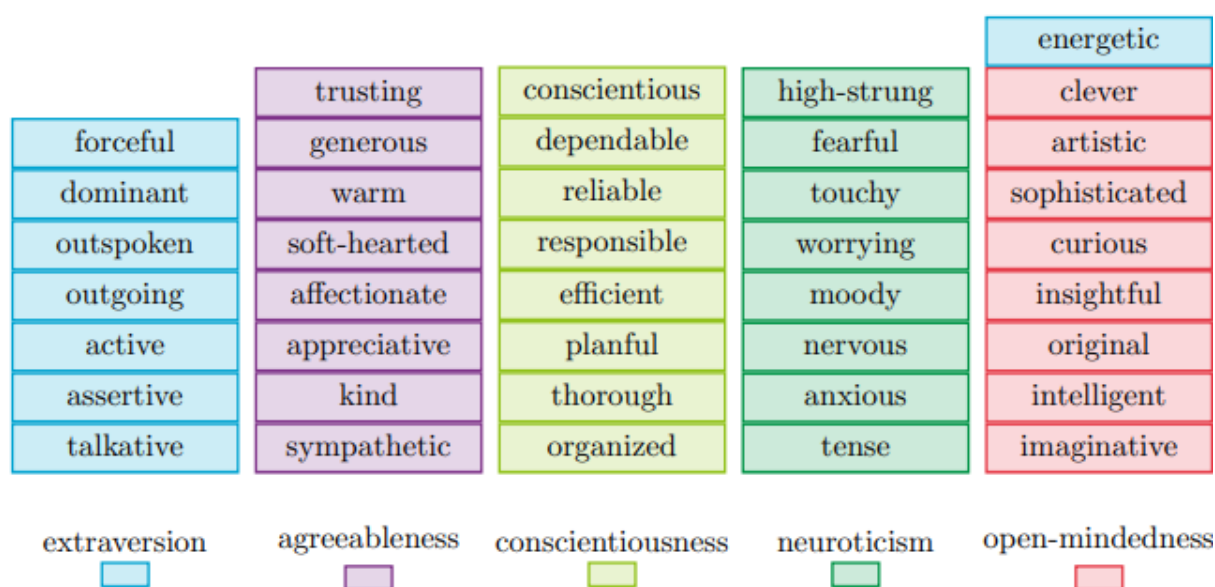 energetic
trusting conscientious high-strung clever
forceful generous dependable fearful artistic
dominant warm reliable touchy sophisticated
outspoken soft-hearted responsible worrying curious
outgoing affectionate efficient moody insightful
active appreciative planful nervous original
assertive kind thorough anxious intelligent
talkative sympathetic organized tense imaginative
extraversion agreeableness conscientiousness neuroticism open-mindedness